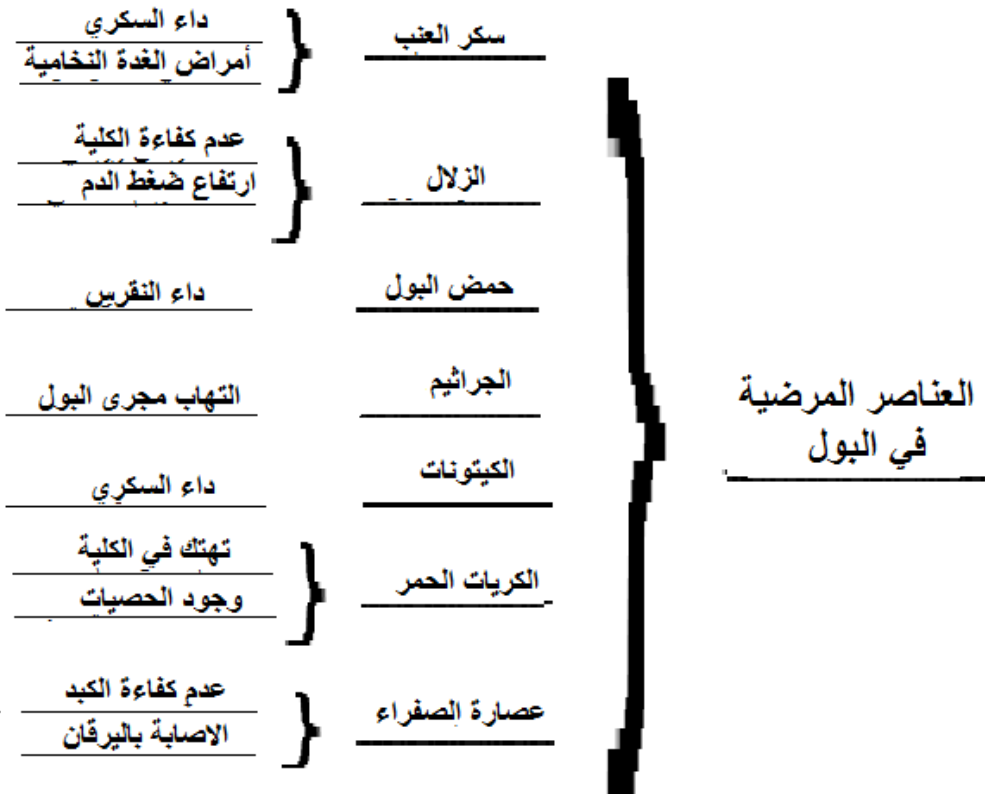 العناصر المرضية
في البول
سكر العنب
داء السكري
أمراض الغدة النخامية
الزلال
عدم كفاءة الكلية
ارتفاع ضغط الدم
حمض البول
داء النقرس
الجراثيم
التهاب مجرى البول
الكيتونات
داء السكري
الكريات الحمر
تهتك في الكلية
وجود الحصيات
عصارة الصفراء
عدم كفاءة الكبد
الاصابة باليرقان